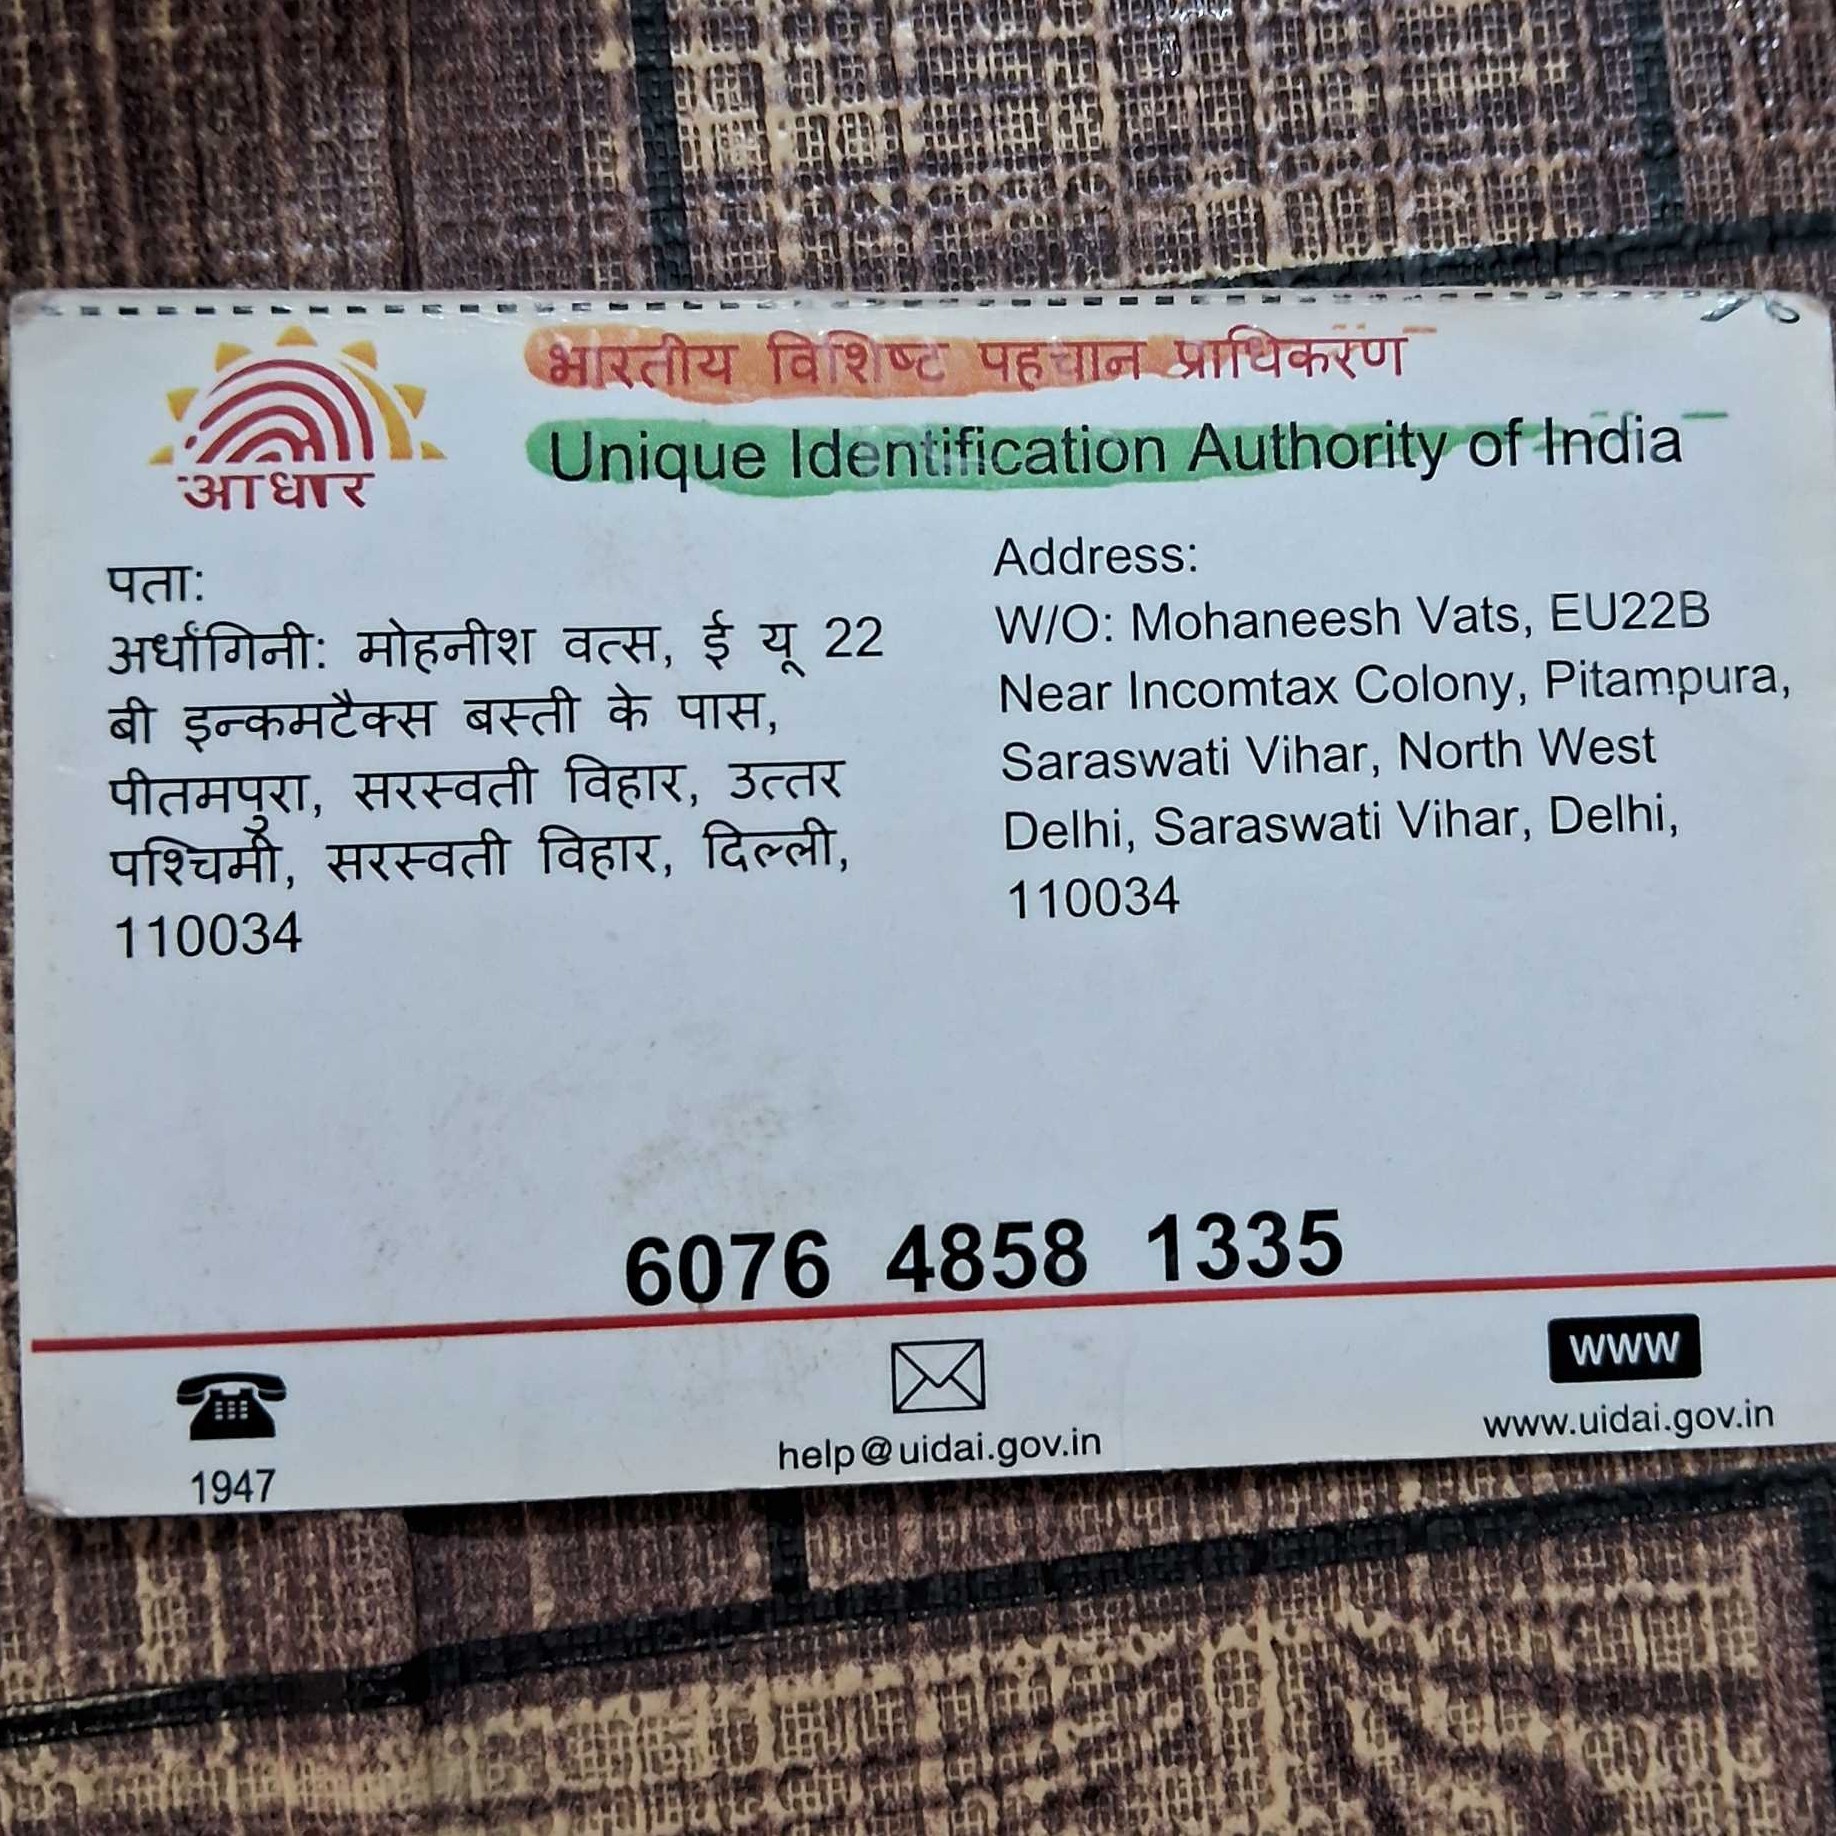 भारतीय विशिष्ट पहचान प्राधिकरण
Unique Identification Authority of India
आधार
पता:
अर्धांगिनी: मोहनीश वत्स, ई यू 22
बी इन्कमटैक्स बस्ती के पास,
पीतमपुरा, सरस्वती विहार, उत्तर
पश्चिमी, सरस्वती विहार, दिल्ली,
110034
Address:
W/O: Mohaneesh Vats, EU22B
Near Incomtax Colony, Pitampura,
Saraswati Vihar, North West
Delhi, Saraswati Vihar, Delhi,
110034
6076 4858 1335
1947
help@uidai.gov.in
www
www.uidai.gov.in